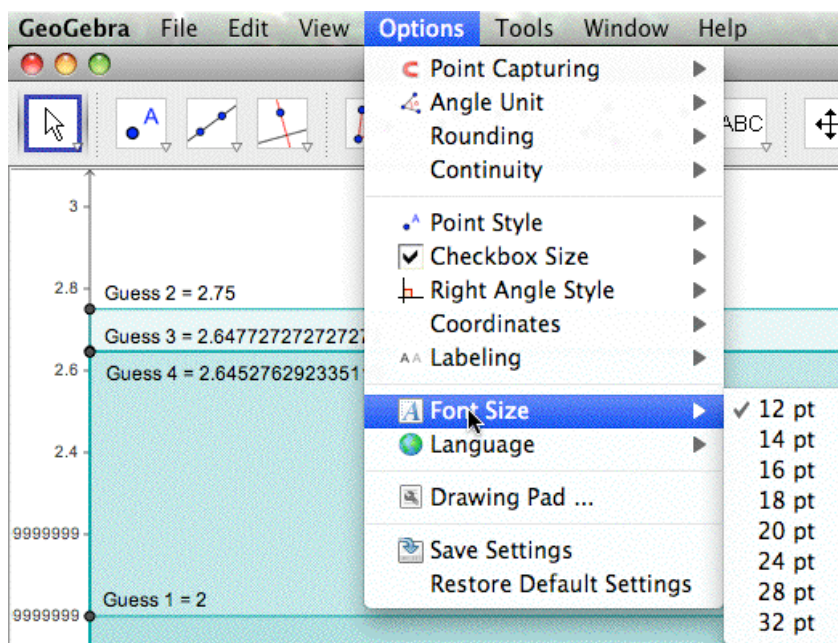 GeoGebra File Edit View Options Tools Window Help
A ABC
Point Capturing
Angle Unit
Rounding
Continuity
Point Style
Checkbox Size
Right Angle Style
Coordinates
AA Labeling
Font Size
Language
Drawing Pad ...
Save Settings
Restore Default Settings
12 pt
14 pt
16 pt
18 pt
20 pt
24 pt
28 pt
32 pt
3
2.8
Guess 2 = 2.75
Guess 3 = 2.64772727272727
2.6
Guess 4 = 2.6452762923351
2.4
9999999
Guess 1 = 2
9999999